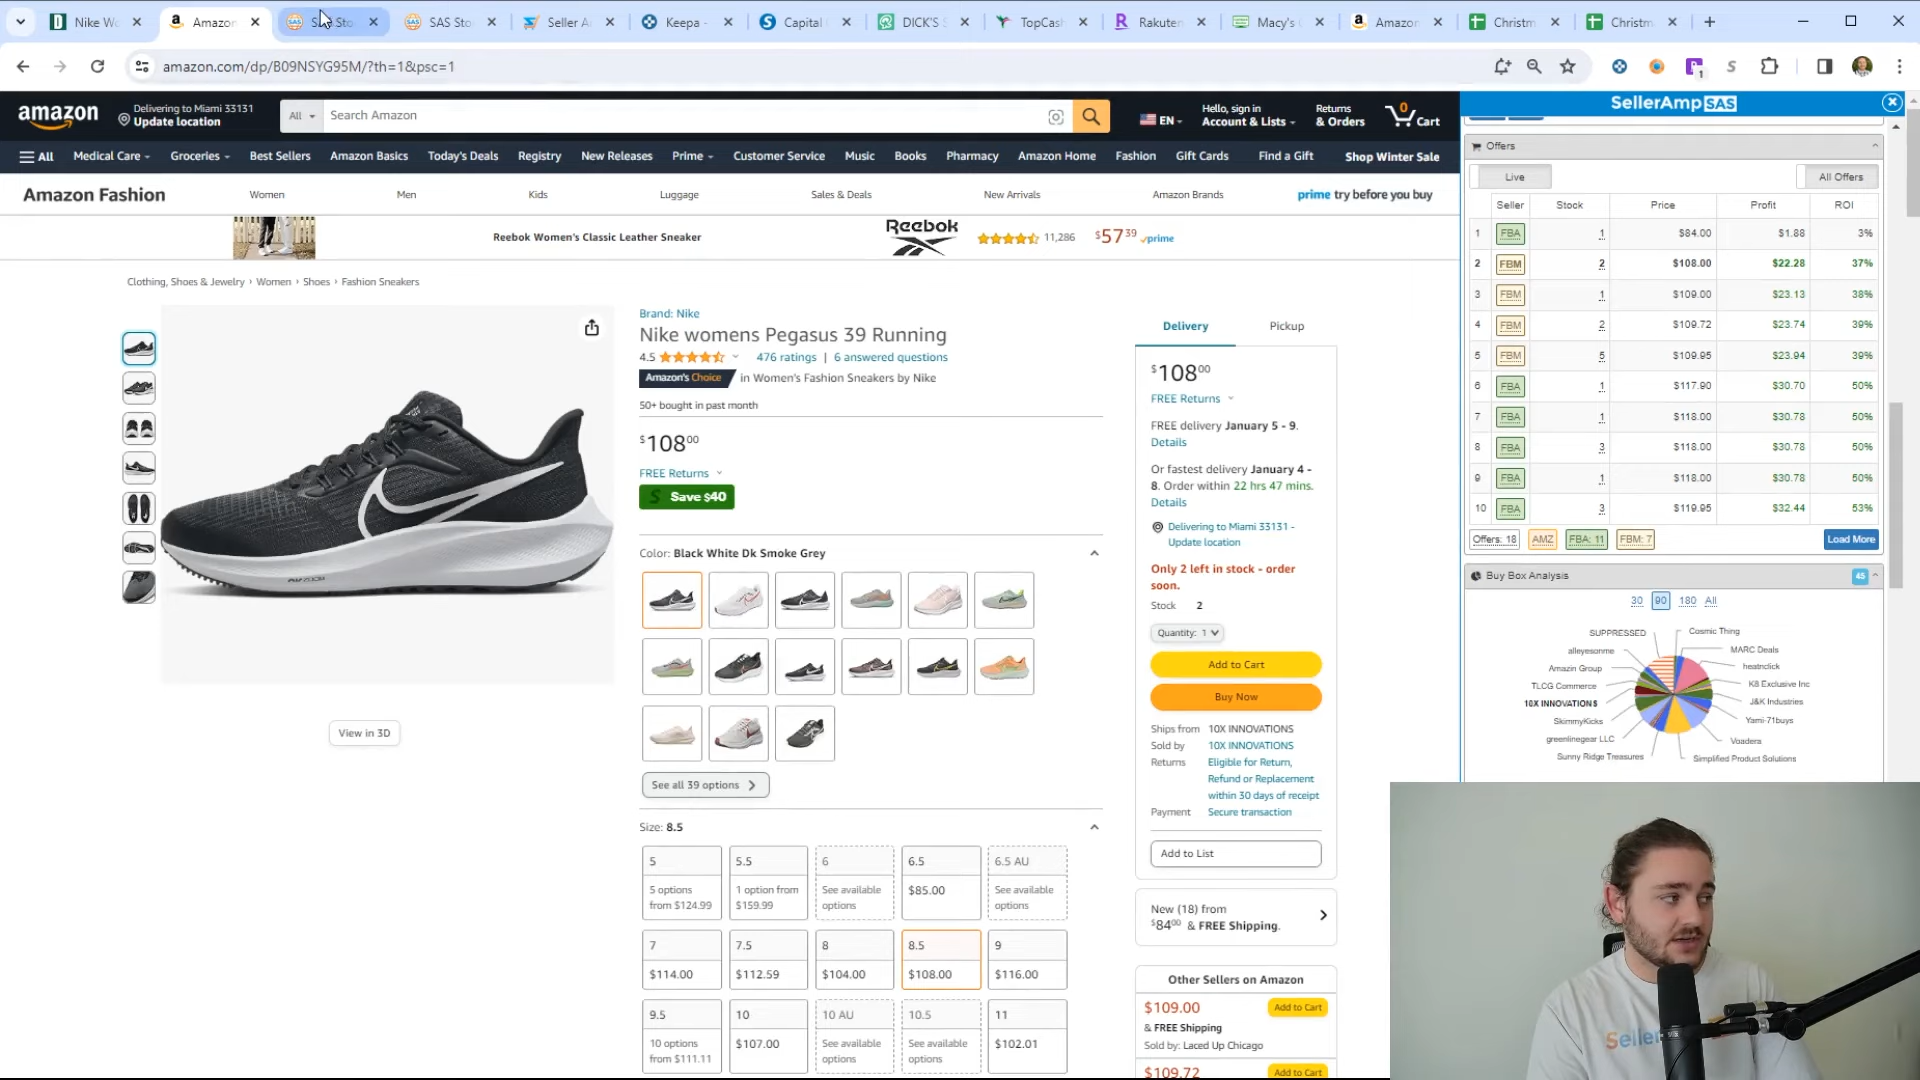 Nike Wo
Amazon
SAS Sto
SAS Sto
Seller A
Keepa -
Capital
DICK'S S
TopCas
Rakuten
Macy's
Amazon
Christm
Christm
amazon.com/dp/B09NSYG95M/?th=1&psc=1
amazon
Delivering to Miami 33131
Update location
All
Search Amazon
EN
Hello, sign in
Account & Lists
Returns
& Orders
0
Cart
All
Medical Care
Groceries
Best Sellers
Amazon Basics
Today's Deals
Registry
New Releases
Prime
Customer Service
Music
Books
Pharmacy
Amazon Home
Fashion
Gift Cards
Find a Gift
Shop Winter Sale
Amazon Fashion
Women
Men
Kids
Luggage
Sales & Deals
New Arrivals
Amazon Brands
prime try before you buy
Reebok Women's Classic Leather Sneaker
Reebok
11,286
$57 39
prime
Clothing, Shoes & Jewelry › Women › Shoes › Fashion Sneakers
View in 3D
Brand: Nike
Nike womens Pegasus 39 Running
4.5
476 ratings | 6 answered questions
Amazon's Choice in Women's Fashion Sneakers by Nike
50+ bought in past month
$108 00
FREE Returns
Save $40
Color: Black White Dk Smoke Grey
See all 39 options
Size: 8.5
5
5 options
from $124.99
5.5
1 option from
$159.99
6
See available
options
6.5
$85.00
6.5 AU
See available
options
7
$114.00
7.5
$112.59
8
$104.00
8.5
$108.00
9
$116.00
9.5
10 options
from $111.11
10
$107.00
10 AU
See available
options
10.5
See available
options
11
$102.01
Delivery
Pickup
$108 00
FREE Returns
FREE delivery January 5 - 9.
Details
Or fastest delivery January 4 -
8. Order within 22 hrs 47 mins.
Details
Delivering to Miami 33131 -
Update location
Only 2 left in stock - order
soon.
Stock 2
Quantity: 1
Add to Cart
Buy Now
Ships from 10X INNOVATIONS
Sold by 10X INNOVATIONS
Returns Eligible for Return,
Refund or Replacement
within 30 days of receipt
Payment Secure transaction
Add to List
New (18) from
$84 00 & FREE Shipping.
Other Sellers on Amazon
$109.00
Add to Cart
& FREE Shipping
Sold by: Laced Up Chicago
$109.72
Add to Cart
SellerAmp SAS
Offers
Live
All Offers
Seller Stock Price Profit ROI
1 FBA 1 $84.00 $1.88 3%
2 FBM 2 $108.00 $22.28 37%
3 FBM 1 $109.00 $23.13 38%
4 FBM 2 $109.72 $23.74 39%
5 FBM 5 $109.95 $23.94 39%
6 FBA 1 $117.90 $30.70 50%
7 FBA 1 $118.00 $30.78 50%
8 FBA 3 $118.00 $30.78 50%
9 FBA 1 $118.00 $30.78 50%
10 FBA 3 $119.95 $32.44 53%
Offers: 18
AMZ
FBA: 11
FBM: 7
Load More
Buy Box Analysis
45
30 90 180 All
SUPPRESSED
Cosmic Thing
alleyesonme
MARC Deals
Amazin Group
heatnclick
TLCG Commerce
K8 Exclusive Inc
10X INNOVATIONS
J&K Industries
SkimmyKicks
Yami-71buys
greenlinegear LLC
Voadera
Sunny Ridge Treasures
Simplified Product Solutions
Seller